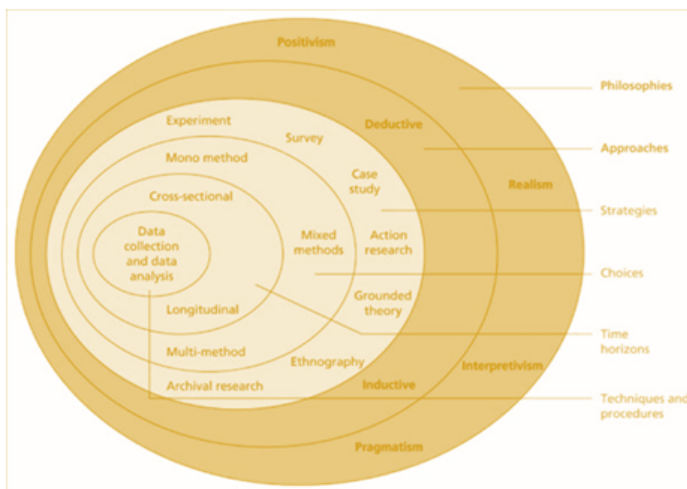 Positivism
Philosophies
Experiment
Deductive
Survey
Approaches
Mono method
Case
study
Realism
Cross-sectional
Strategies
Data
collection
and data
analysis
Mixed
methods
Action
research
Choices
Grounded
theory
Longitudinal
Time
horizons
Multi-method
Ethnography
Interpretivism
Archival research
Inductive
Techniques and
procedures
Pragmatism